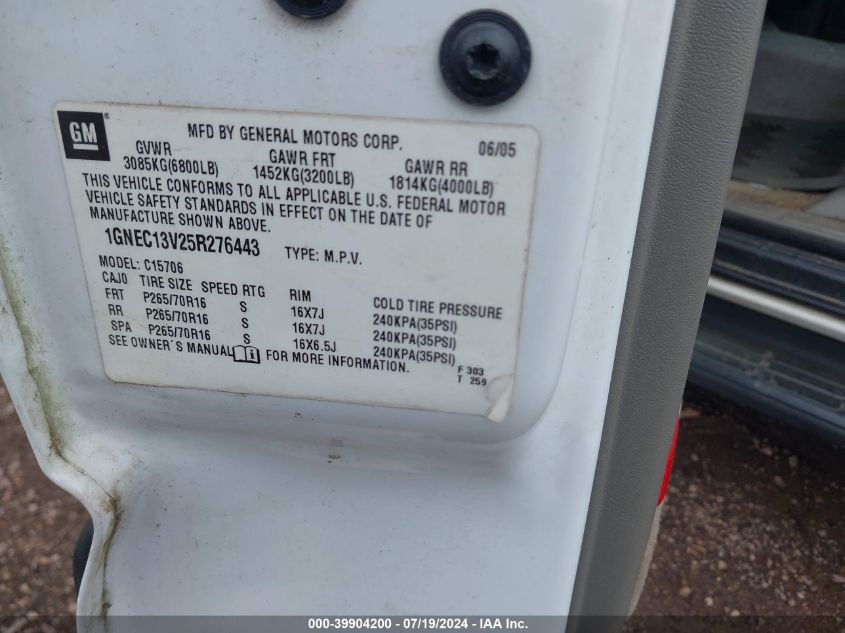 GM ®
MFD BY GENERAL MOTORS CORP. 06/05
GVWR GAWR FRT GAWR RR
3085KG(6800LB) 1452KG(3200LB) 1814KG(4000LB)
THIS VEHICLE CONFORMS TO ALL APPLICABLE U.S. FEDERAL MOTOR
VEHICLE SAFETY STANDARDS IN EFFECT ON THE DATE OF
MANUFACTURE SHOWN ABOVE.
1GNEC13V25R276443 TYPE: M.P.V.
MODEL: C15706
CAJ0 TIRE SIZE SPEED RTG RIM COLD TIRE PRESSURE
FRT P265/70R16 S 16X7J 240KPA(35PSI)
RR P265/70R16 S 16X7J 240KPA(35PSI)
SPA P265/70R16 S 16X6.5J 240KPA(35PSI)
SEE OWNER'S MANUAL FOR MORE INFORMATION.
F 303
T 259
000-39904200 - 07/19/2024 - IAA Inc.